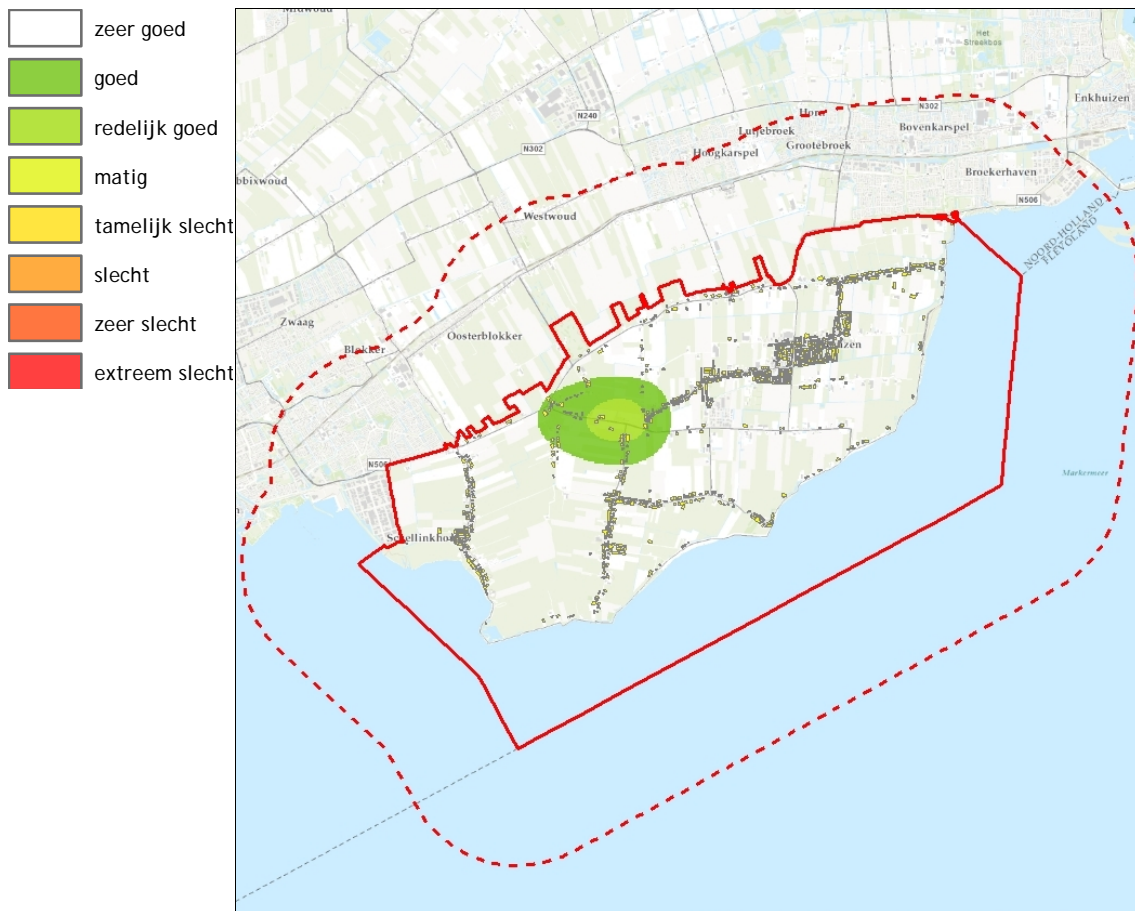 zeer goed
goed
redelijk goed
matig
tamelijk slecht
slecht
zeer slecht
extreem slecht
Het
Streekbos
Enkhuizen
N302
N240
Lutjebroek
Bovenkarspel
Grootebroek
N302
Hoogkarspel
Broekerhaven
N506
Westwoud
NOORD-HOLLAND
FLEVOLAND
Zwaag
Oosterblokker
Blokker
N506
Markermeer